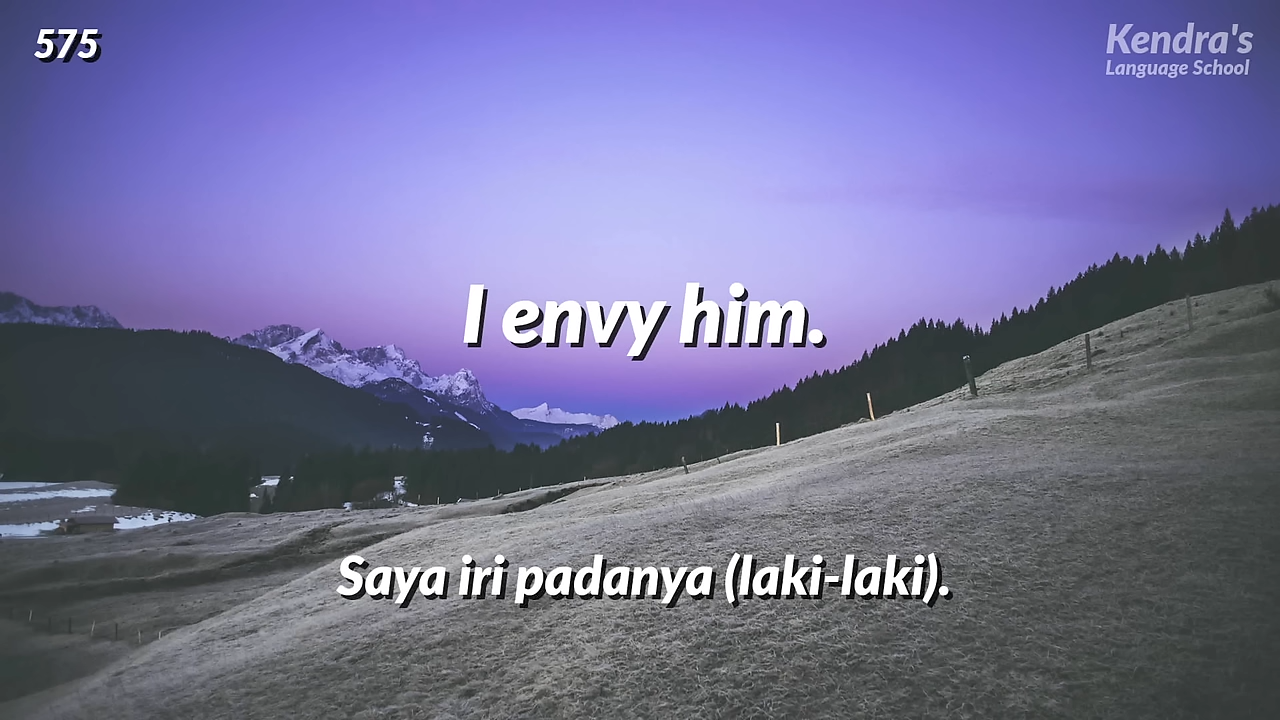 575
Kendra's
Language School
I envy him.
Saya iri padanya (laki-laki).